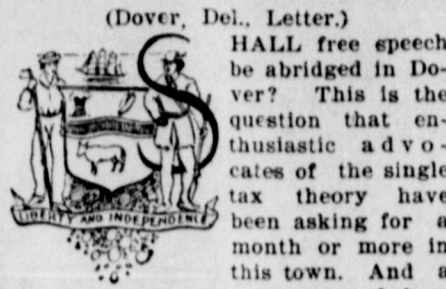 (Dover, Del., Letter.)
SHALL free speech
be abridged in Do-
ver? This is the
question that en-
thusiastic advo-
cates of the single
tax theory have
been asking for a
month or more in
this town. And a
LIBERTY AND INDEPENDENCE